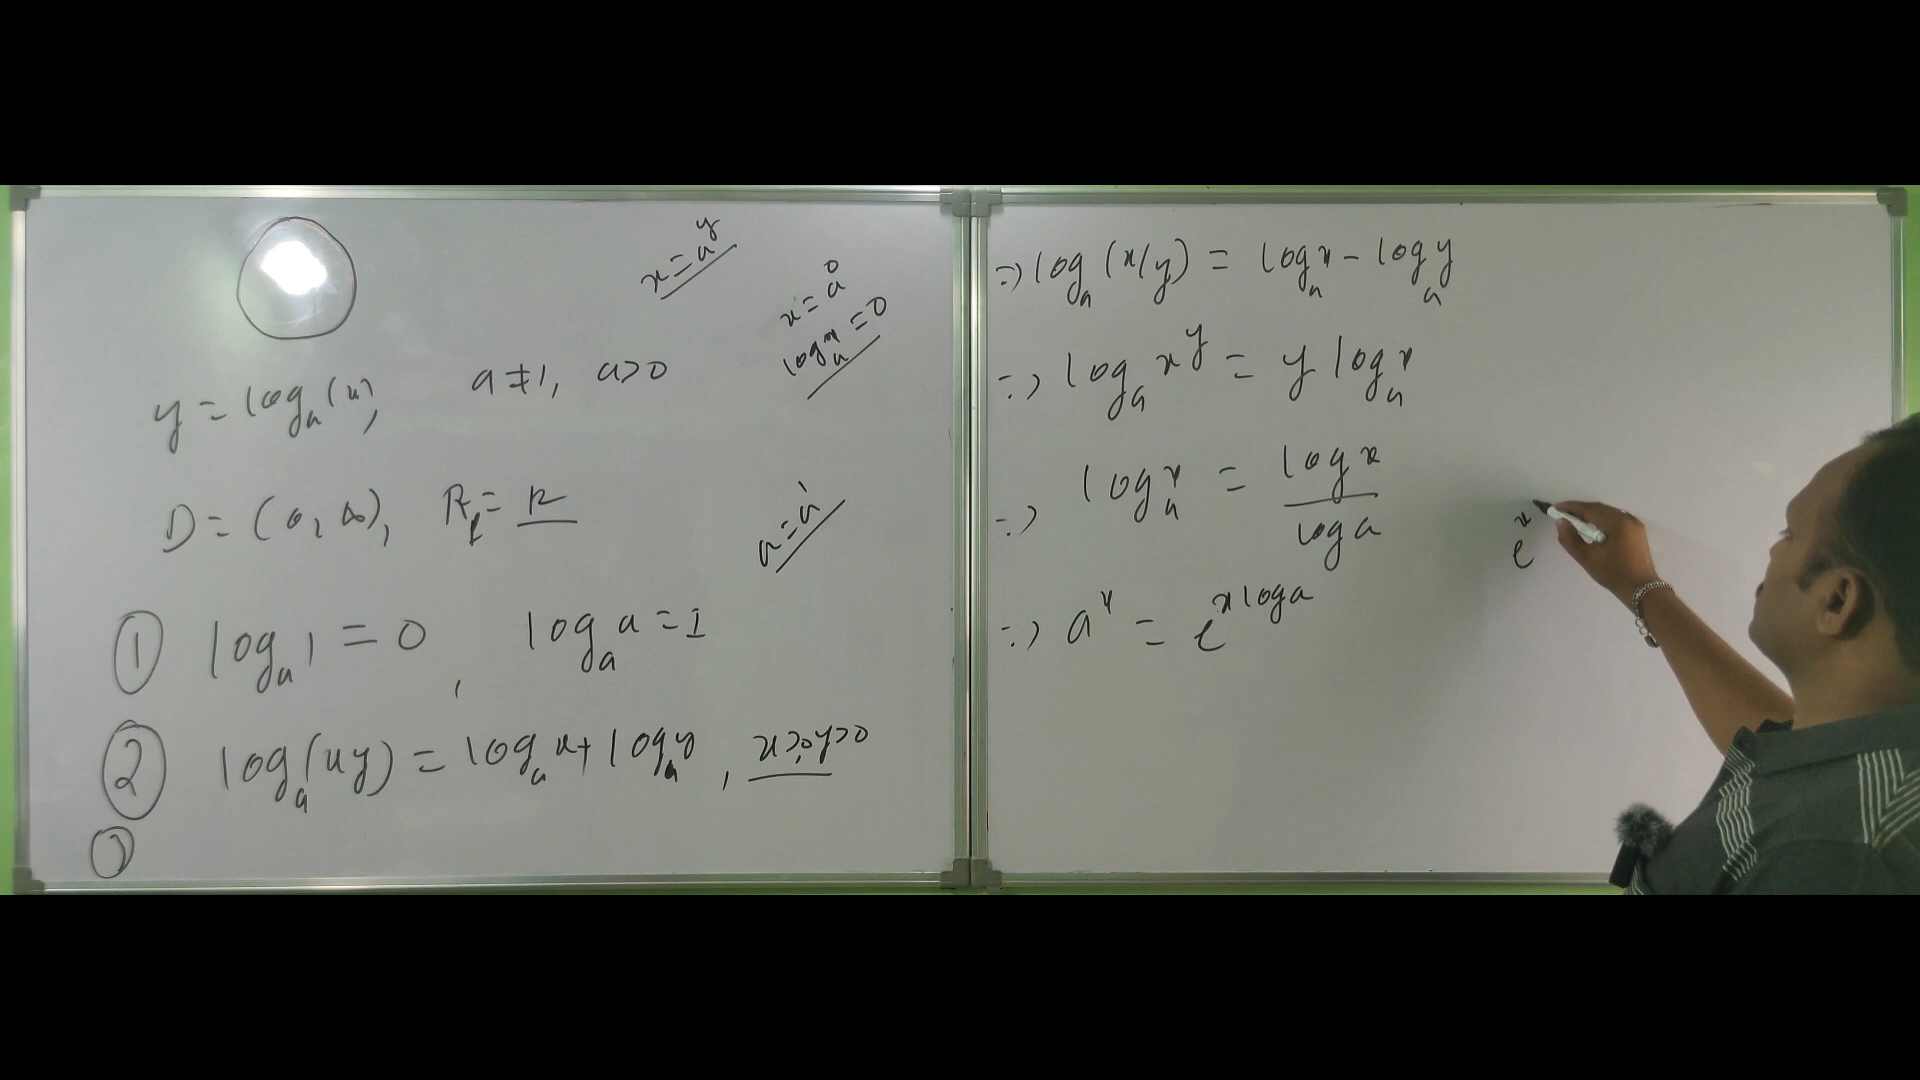 x = a^y
x = a^0
log_a x = 0
y = log_a(x), a ≠ 1, a > 0
D = (0, ∞), R_f = R
a = a^1
① log_a 1 = 0, log_a a = 1
② log_a(xy) = log_a x + log_a y, x>0, y>0
③
⇒ log_a (x/y) = log_a x - log_a y
⇒ log_a x^y = y log_a x
⇒ log_a x = log x / log a
⇒ a^x = e^{x log a}
e^x